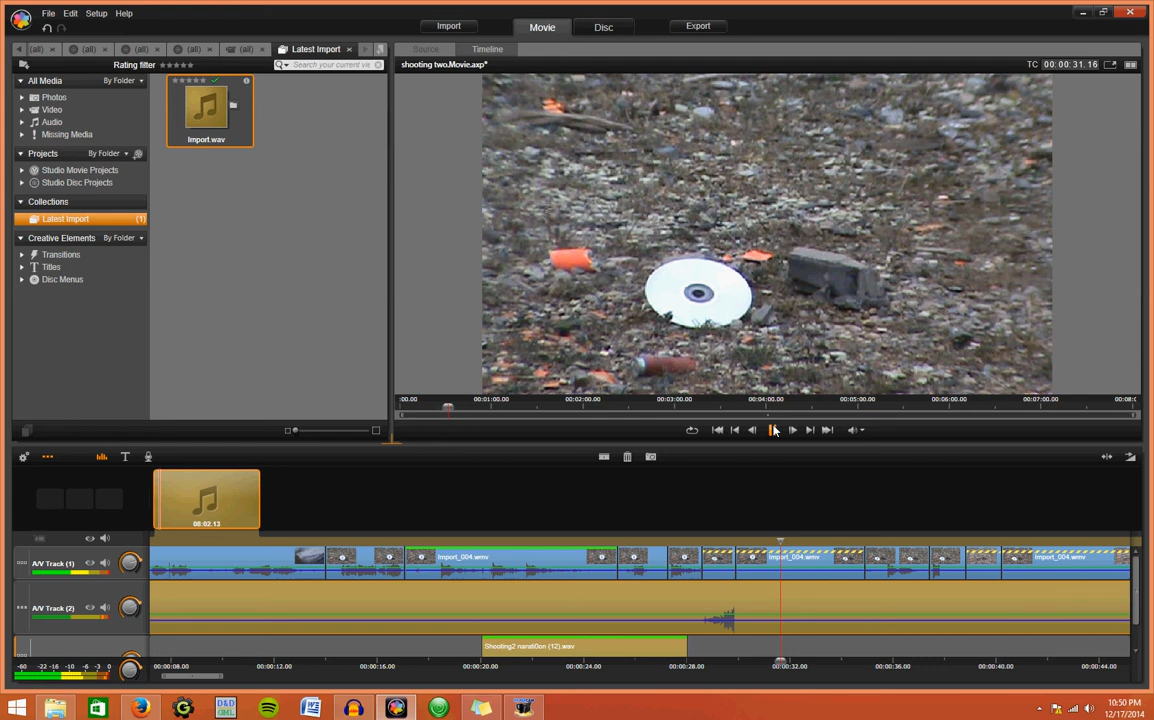 File Edit Setup Help
Import Movie Disc Export
(all) × (all) × (all) × (all) × (all) × Latest Import ×
Source Timeline
Rating filter
Search your current vie
shooting two.Movie.axp*
TC 00:00:31.16
All Media By Folder
Photos
Video
Audio
Missing Media
Import.wav
Projects By Folder
Studio Movie Projects
Studio Disc Projects
Collections
Latest Import (1)
Creative Elements By Folder
Transitions
Titles
Disc Menus
:00.00 00:01:00.00 00:02:00.00 00:03:00.00 00:04:00.00 00:05:00.00 00:06:00.00 00:07:00.00 00:08:(
08:02.13
A/V Track (1)
Import_004.wmv Import_004.wmv Import_004.wmv
A/V Track (2)
Shooting2 narati0on (12).wav
-60 -22 -16 -10 -6 -3 0
00:00:08.00 00:00:12.00 00:00:16.00 00:00:20.00 00:00:24.00 00:00:28.00 00:00:32.00 00:00:36.00 00:00:40.00 00:00:44.00
D&D GML
10:50 PM
12/17/2014